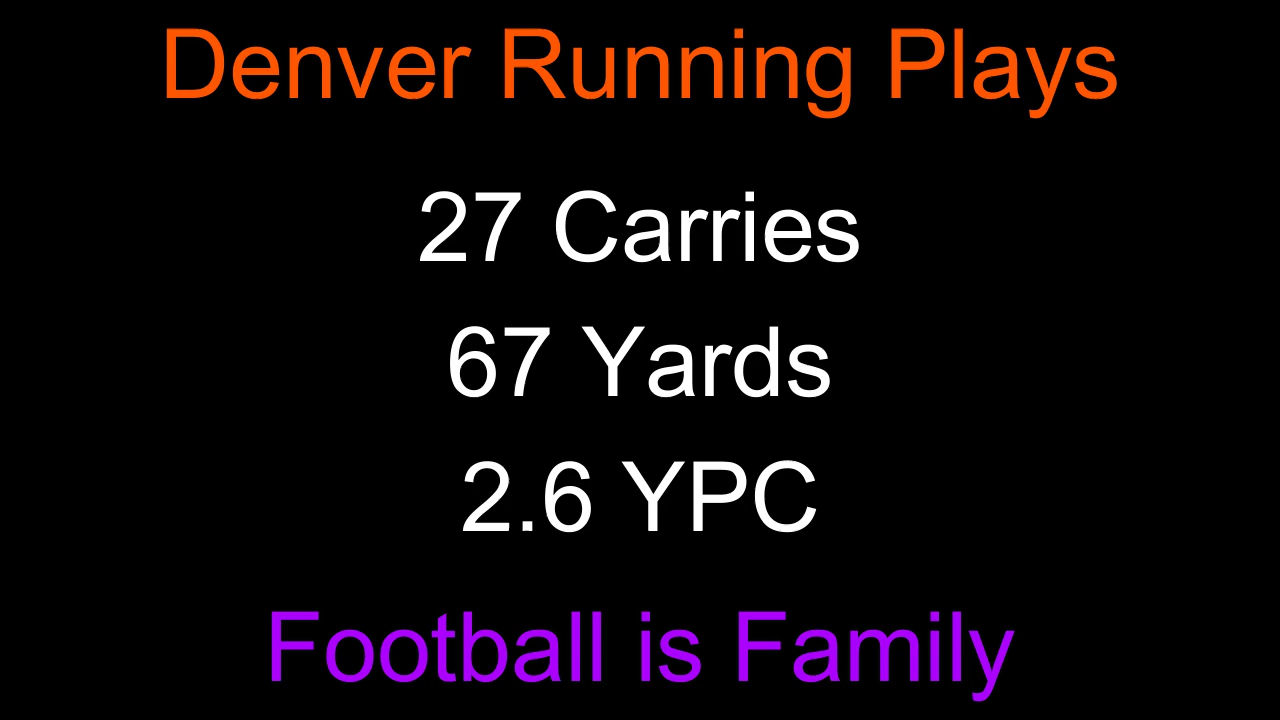 Denver Running Plays
27 Carries
67 Yards
2.6 YPC
Football is Family